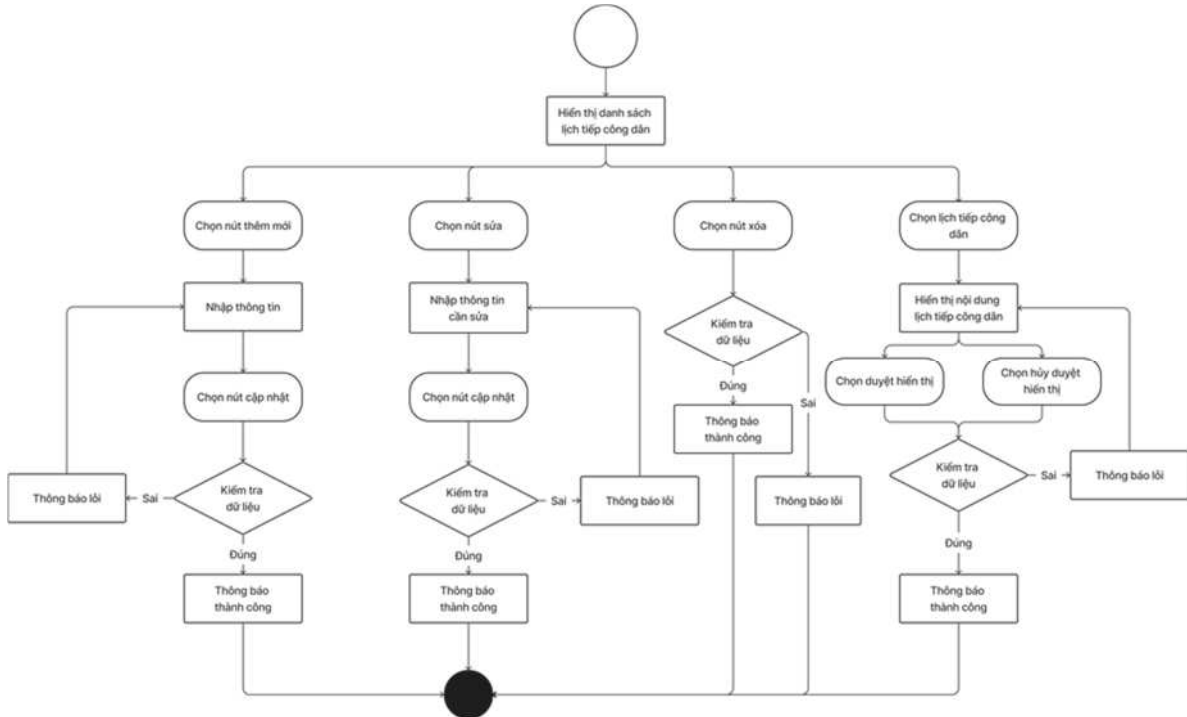 Hiển thị danh sách
lịch tiếp công dân
Chọn nút thêm mới
Chọn nút sửa
Chọn nút xóa
Chọn lịch tiếp công
dân
Nhập thông tin
Nhập thông tin
cần sửa
Kiểm tra
dữ liệu
Hiển thị nội dung
lịch tiếp công dân
Chọn nút cập nhật
Chọn nút cập nhật
Đúng
Sai
Chọn duyệt hiển thị
Chọn hủy duyệt
hiển thị
Thông báo
thành công
Thông báo lỗi
Sai
Kiểm tra
dữ liệu
Kiểm tra
dữ liệu
Sai
Thông báo lỗi
Thông báo lỗi
Kiểm tra
dữ liệu
Sai
Thông báo lỗi
Đúng
Đúng
Đúng
Thông báo
thành công
Thông báo
thành công
Thông báo
thành công